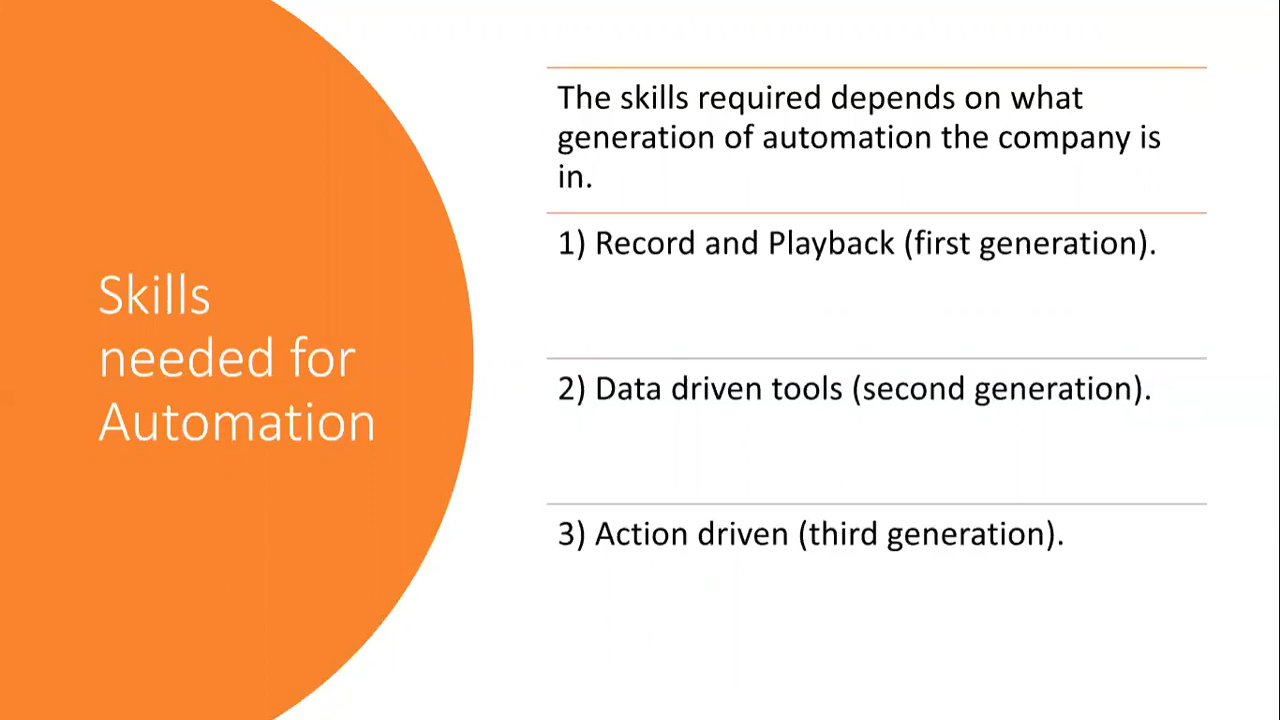 Skills
needed for
Automation
The skills required depends on what
generation of automation the company is
in.
1) Record and Playback (first generation).
2) Data driven tools (second generation).
3) Action driven (third generation).